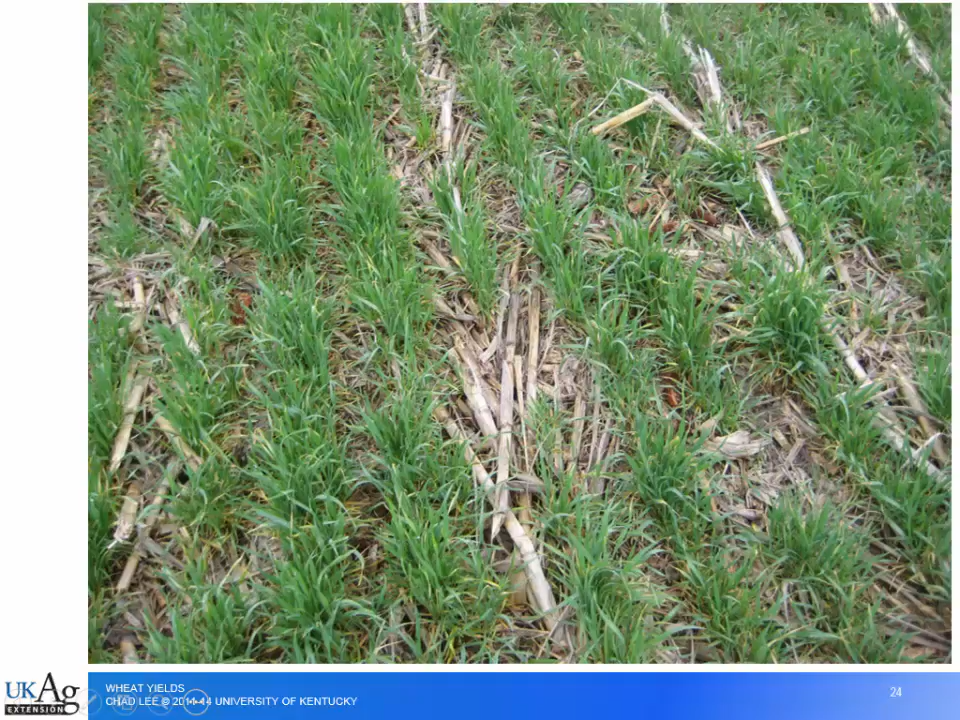 UKAg
EXTENSION
WHEAT YIELDS
CHAD LEE © UNIVERSITY OF KENTUCKY
24